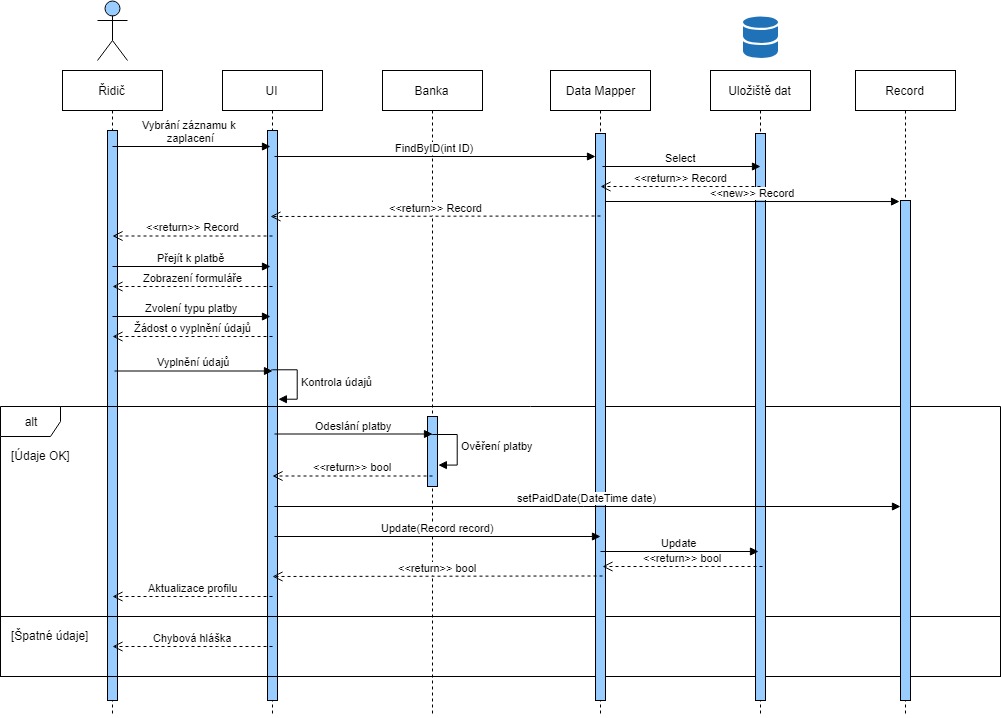 Řidič
UI
Banka
Data Mapper
Uložiště dat
Record
Vybrání záznamu k
zaplacení
FindByID(int ID)
Select
<<return>> Record
<<new>> Record
<<return>> Record
<<return>> Record
Přejít k platbě
Zobrazení formuláře
Zvolení typu platby
Žádost o vyplnění údajů
Vyplnění údajů
Kontrola údajů
alt
[Údaje OK]
Odeslání platby
Ověření platby
<<return>> bool
setPaidDate(DateTime date)
Update(Record record)
Update
<<return>> bool
<<return>> bool
Aktualizace profilu
[Špatné údaje]
Chybová hláška